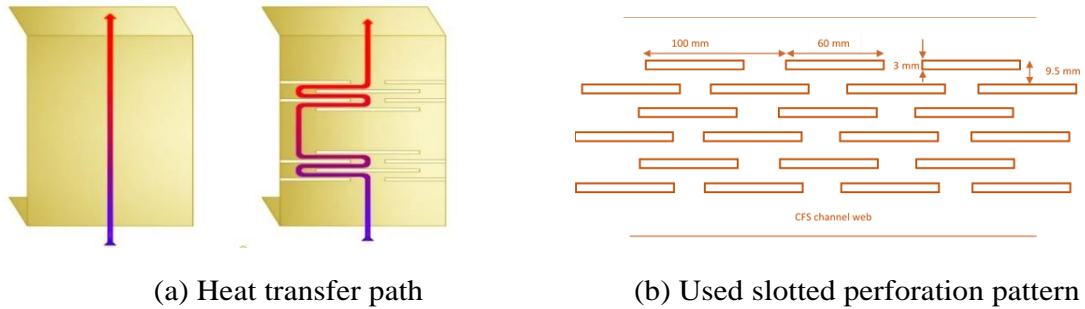 100 mm
60 mm
3 mm
9.5 mm
CFS channel web
(a) Heat transfer path
(b) Used slotted perforation pattern